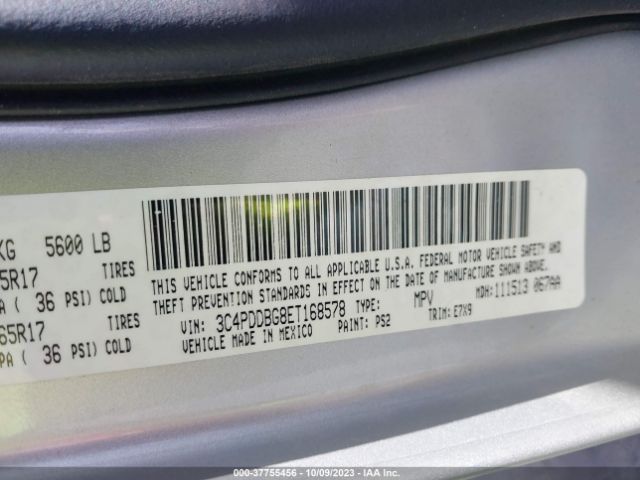 KG 5600 LB
5R17 TIRES
PA ( 36 PSI) COLD
65R17 TIRES
PA ( 36 PSI) COLD
THIS VEHICLE CONFORMS TO ALL APPLICABLE U.S.A. FEDERAL MOTOR VEHICLE SAFETY AND
THEFT PREVENTION STANDARDS IN EFFECT ON THE DATE OF MANUFACTURE SHOWN ABOVE.
VIN: 3C4PDDBG8ET168578 TYPE: MPV MDH: 111513 067AA
VEHICLE MADE IN MEXICO PAINT: PS2 TRIM: E7X9
000-37755456 - 10/09/2023 - IAA Inc.